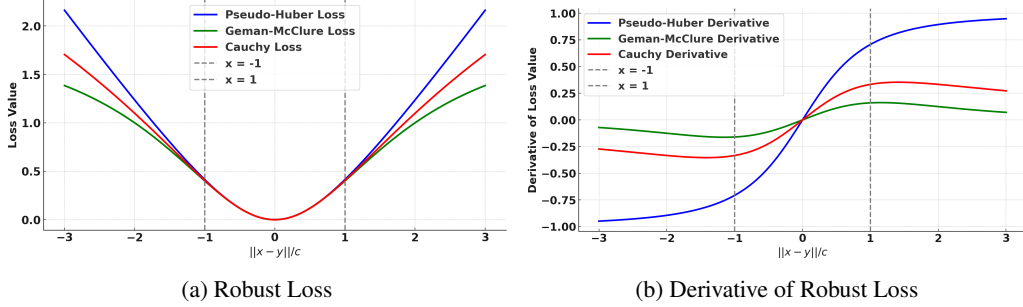 Loss Value
2.0
1.5
1.0
0.5
0.0
Pseudo-Huber Loss
Geman-McClure Loss
Cauchy Loss
x = -1
x = 1
−3 −2 −1 0 1 2 3
||x − y||/c
(a) Robust Loss
Derivative of Loss Value
1.00
0.75
0.50
0.25
0.00
−0.25
−0.50
−0.75
−1.00
Pseudo-Huber Derivative
Geman-McClure Derivative
Cauchy Derivative
x = -1
x = 1
−3 −2 −1 0 1 2 3
||x − y||/c
(b) Derivative of Robust Loss